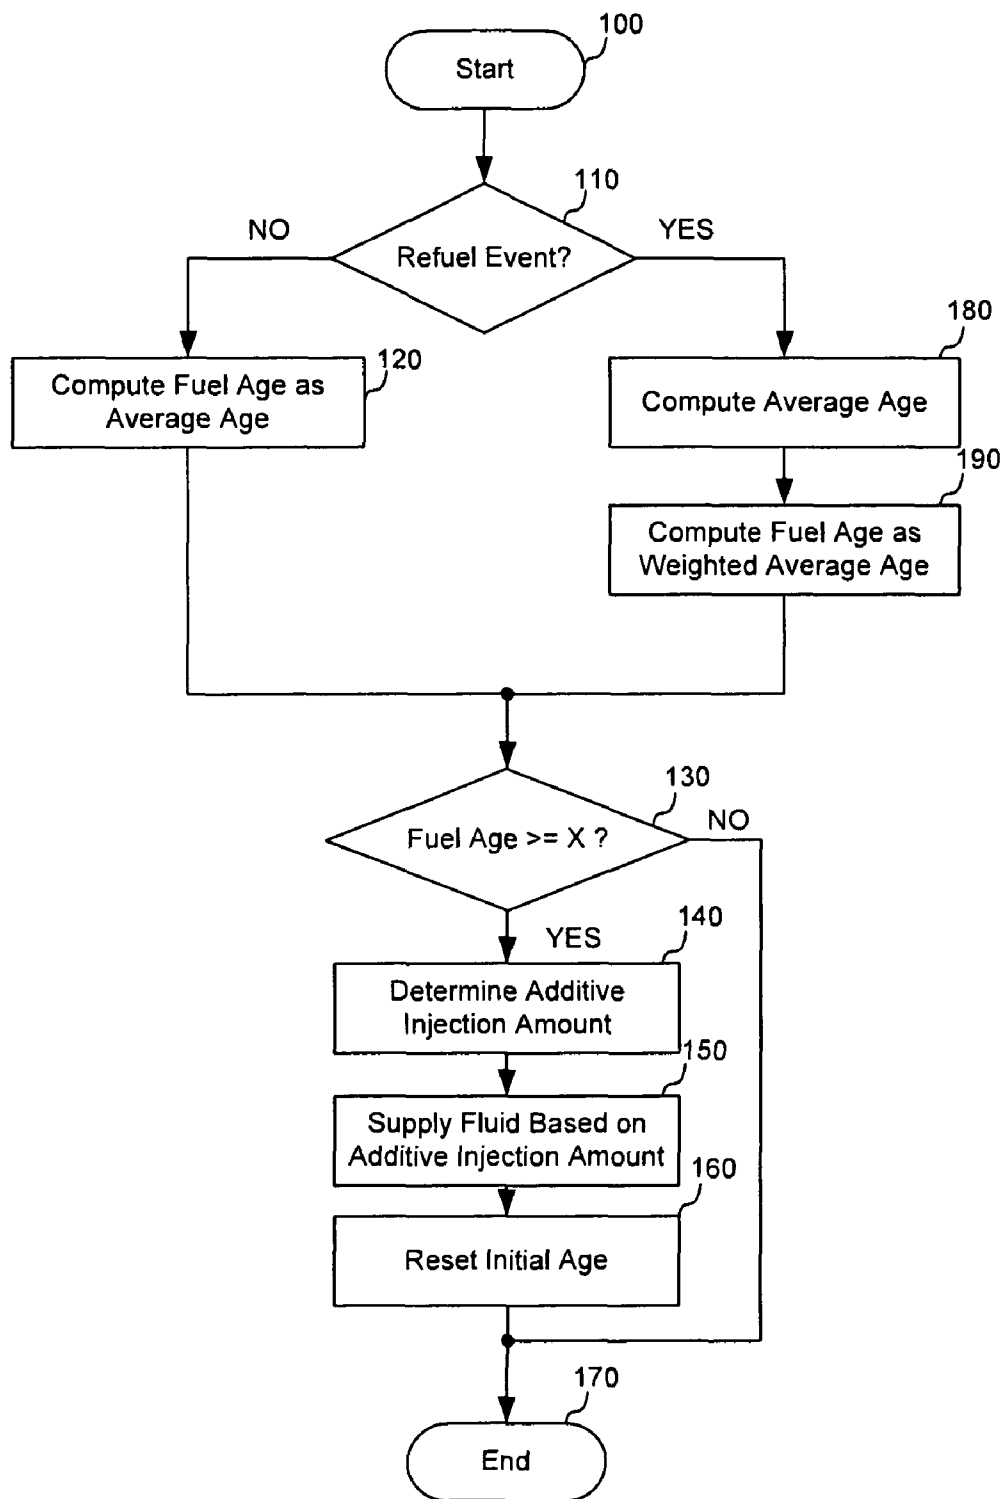 100
Start
110
NO
YES
Refuel Event?
180
120
Compute Fuel Age as
Average Age
Compute Average Age
190
Compute Fuel Age as
Weighted Average Age
130
NO
Fuel Age >= X ?
YES
140
Determine Additive
Injection Amount
150
Supply Fluid Based on
Additive Injection Amount
160
Reset Initial Age
170
End